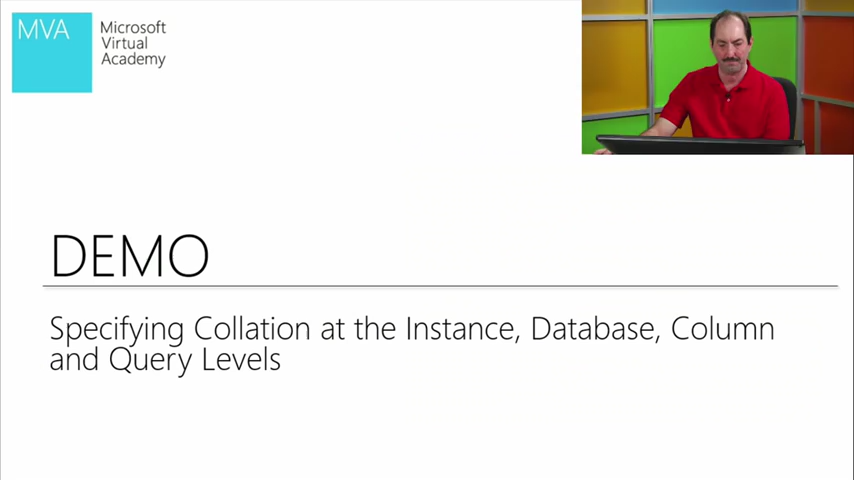 MVA
Microsoft
Virtual
Academy
DEMO
Specifying Collation at the Instance, Database, Column
and Query Levels